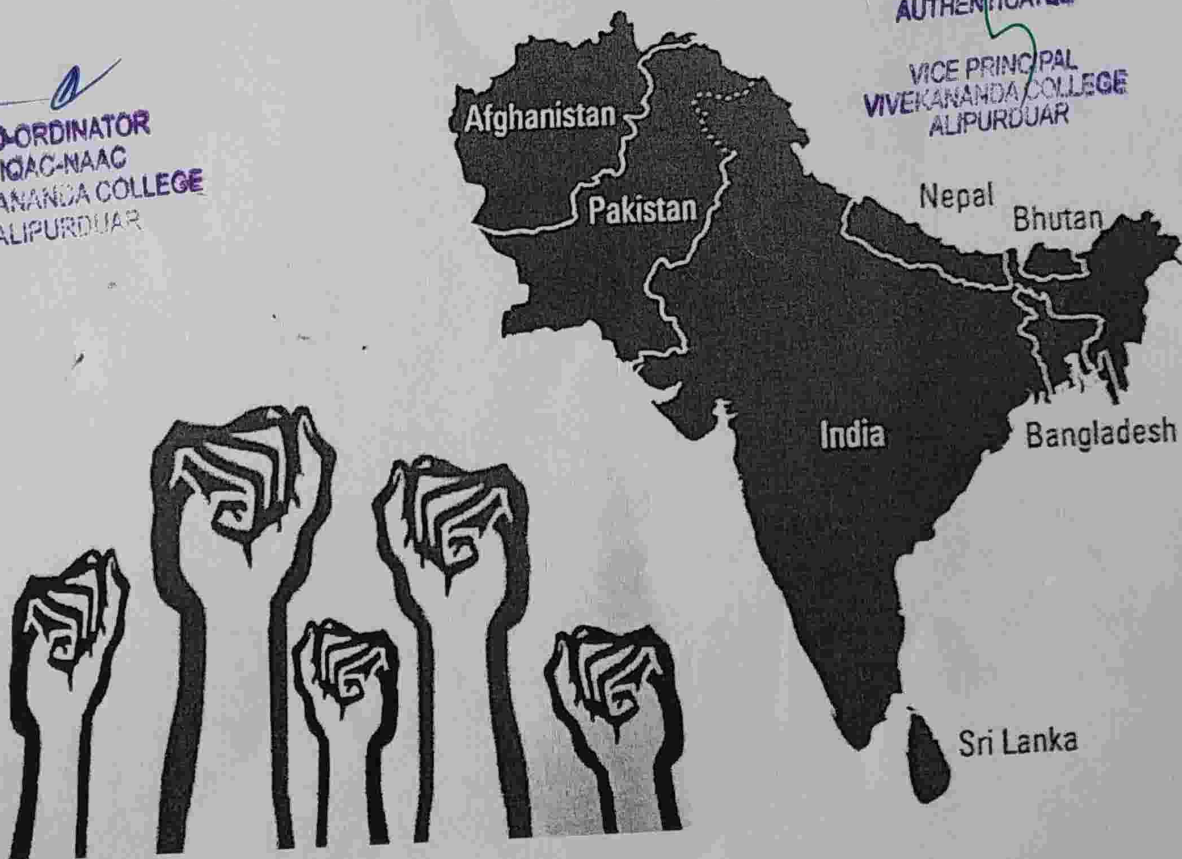 AUTHENTICATED
VICE PRINCIPAL
VIVEKANANDA COLLEGE
ALIPURDUAR
O-ORDINATOR
IQAC-NAAC
ANANDA COLLEGE
ALIPURDUAR
Afghanistan
Pakistan
Nepal
Bhutan
India
Bangladesh
Sri Lanka